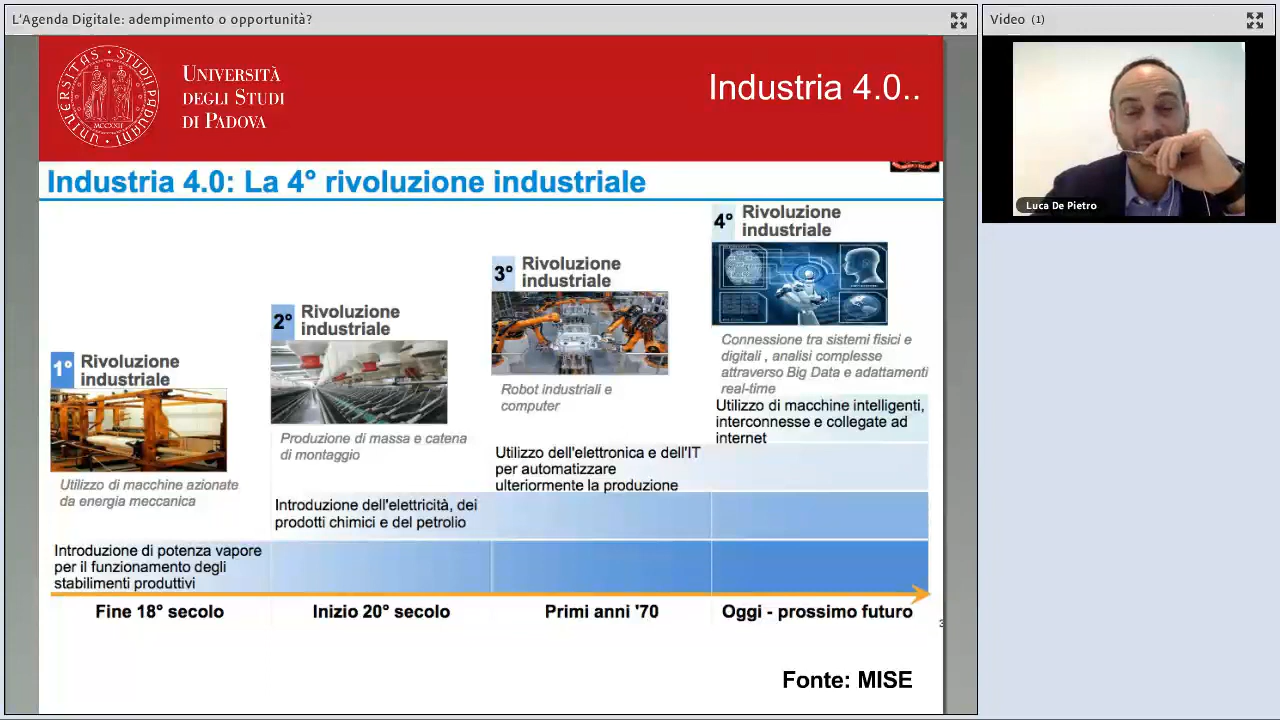 L'Agenda Digitale: adempimento o opportunità?
Video (1)
UNIVERSITÀ
DEGLI STUDI
DI PADOVA
UNIVERSITAS STUDII PADUANI
MCCXXII
Industria 4.0..
Luca De Pietro
Industria 4.0: La 4° rivoluzione industriale
4° Rivoluzione
industriale
3° Rivoluzione
industriale
2° Rivoluzione
industriale
1° Rivoluzione
industriale
Connessione tra sistemi fisici e
digitali , analisi complesse
attraverso Big Data e adattamenti
real-time
Utilizzo di macchine intelligenti,
interconnesse e collegate ad
internet
Robot industriali e
computer
Utilizzo dell'elettronica e dell'IT
per automatizzare
ulteriormente la produzione
Produzione di massa e catena
di montaggio
Introduzione dell'elettricità, dei
prodotti chimici e del petrolio
Utilizzo di macchine azionate
da energia meccanica
Introduzione di potenza vapore
per il funzionamento degli
stabilimenti produttivi
Fine 18° secolo
Inizio 20° secolo
Primi anni '70
Oggi - prossimo futuro
Fonte: MISE